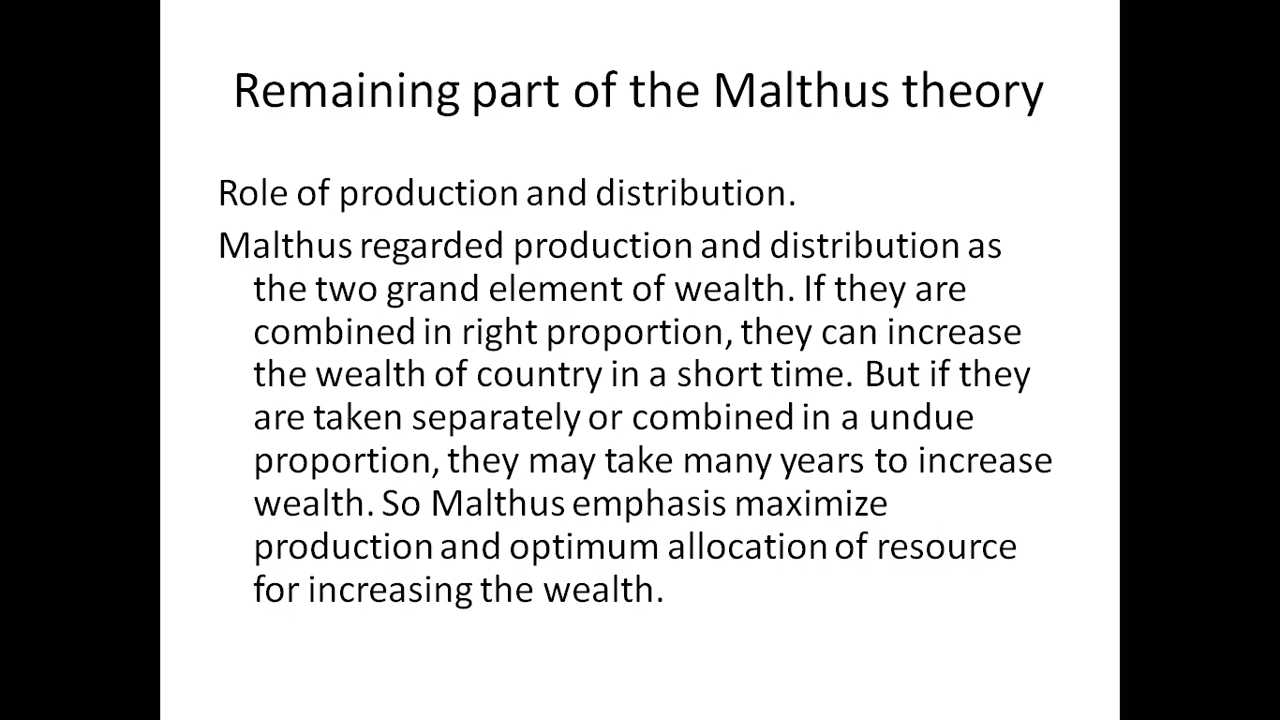 Remaining part of the Malthus theory
Role of production and distribution.
Malthus regarded production and distribution as
the two grand element of wealth. If they are
combined in right proportion, they can increase
the wealth of country in a short time. But if they
are taken separately or combined in a undue
proportion, they may take many years to increase
wealth. So Malthus emphasis maximize
production and optimum allocation of resource
for increasing the wealth.